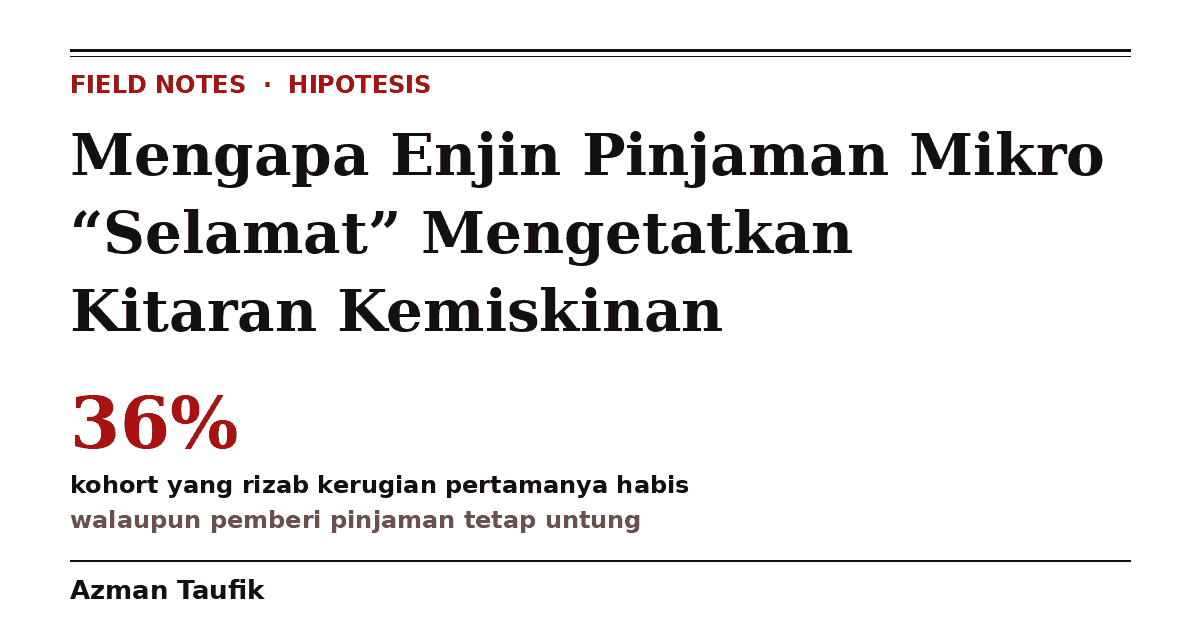 FIELD NOTES · HIPOTESIS
Mengapa Enjin Pinjaman Mikro
“Selamat” Mengetatkan
Kitaran Kemiskinan
36%
kohort yang rizab kerugian pertamanya habis
walaupun pemberi pinjaman tetap untung
Azman Taufik